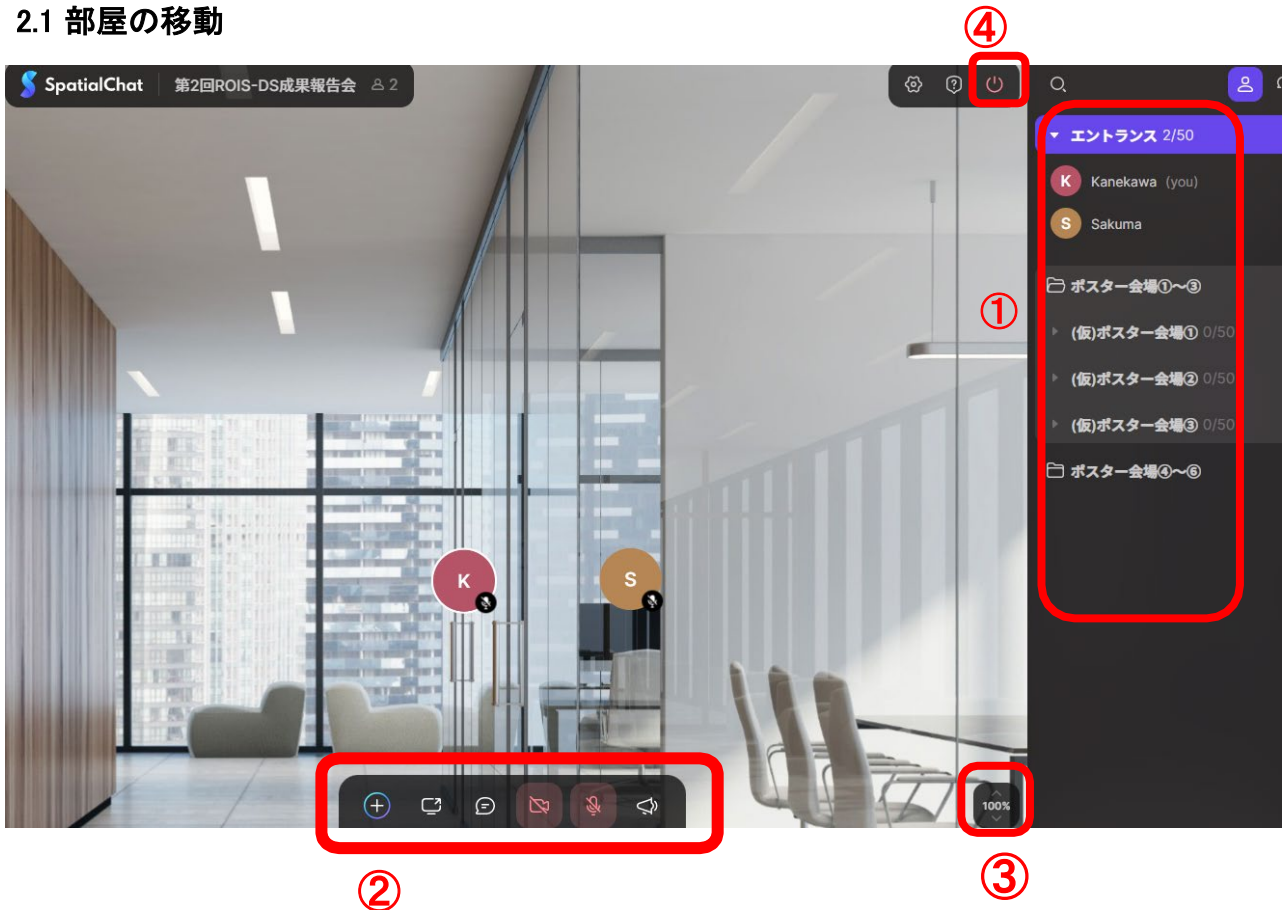 2.1 部屋の移動
④
SpatialChat 第2回ROIS-DS成果報告会 2
エントランス 2/50
K Kanekawa (you)
S Sakuma
ポスター会場①～③
①
(仮)ポスター会場① 0/50
(仮)ポスター会場② 0/50
(仮)ポスター会場③ 0/50
ポスター会場④～⑥
K
S
100%
②
③